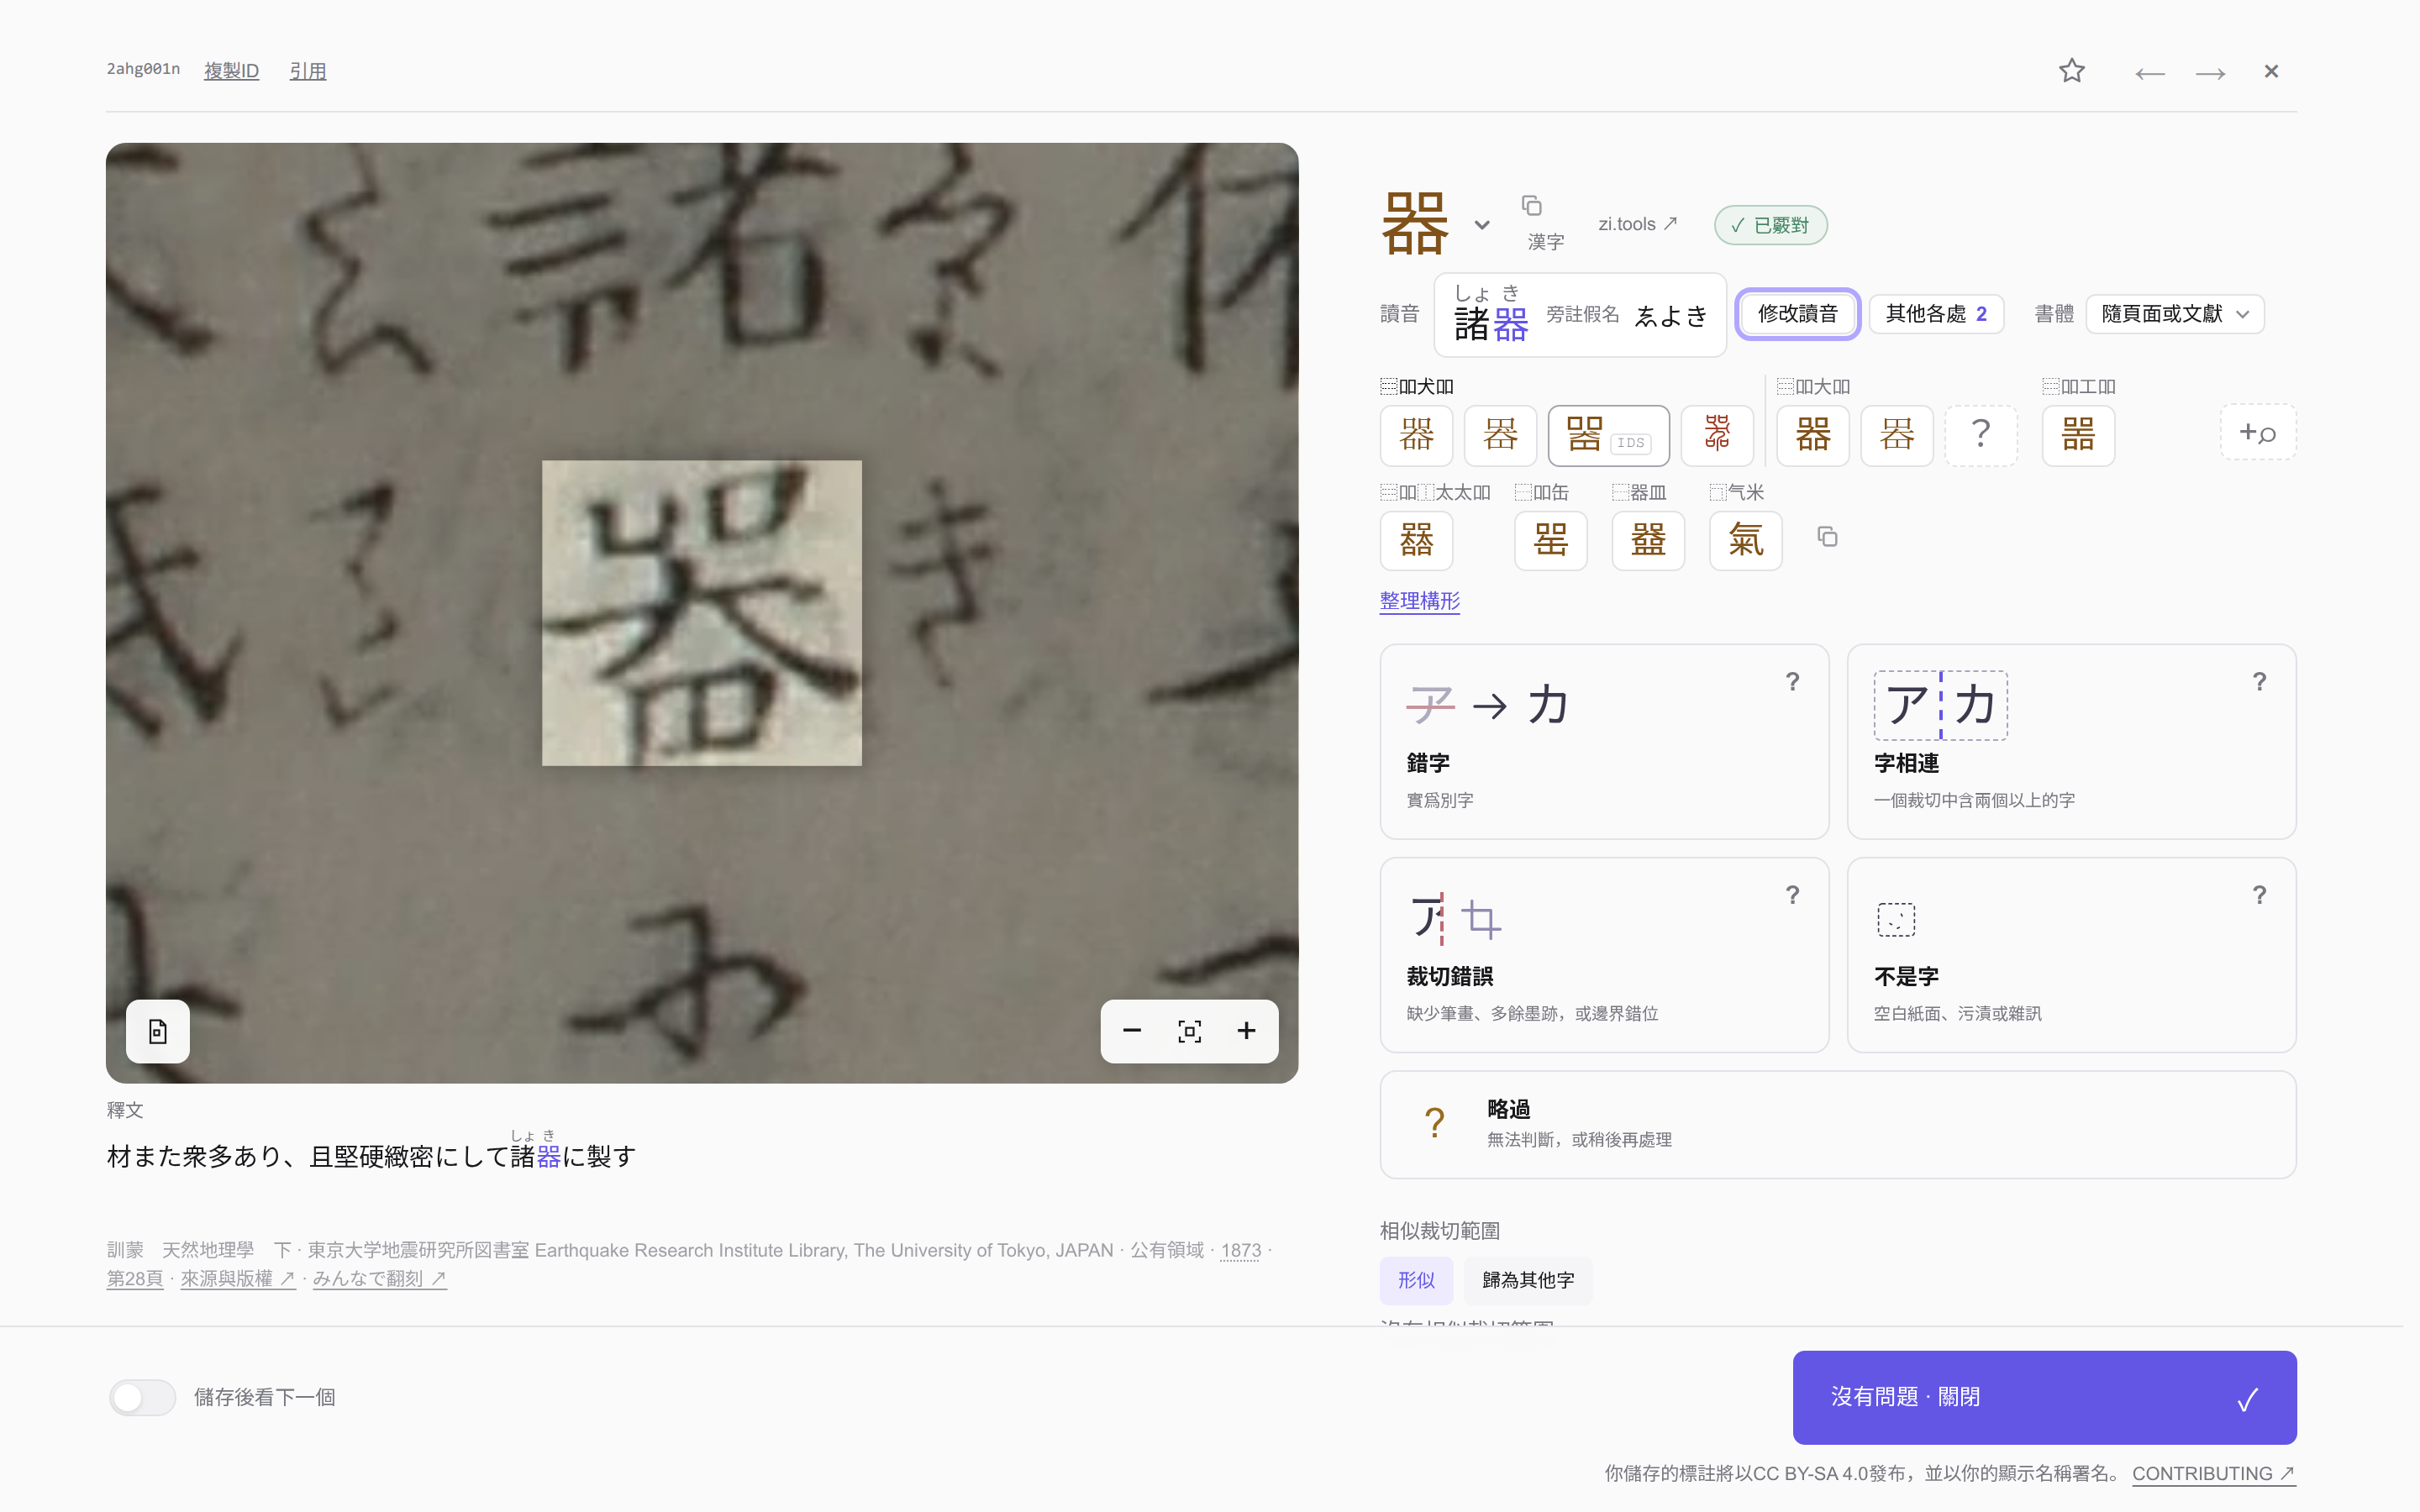 2ahg001n 複製ID 引用
諸
器
き
お
釋文
材また衆多あり、且堅硬緻密にして諸器に製す
しょ き
訓蒙 天然地理學 下 · 東京大学地震研究所図書室 Earthquake Research Institute Library, The University of Tokyo, JAPAN · 公有領域 · 1873 ·
第28頁 · 來源與版權 ↗ · みんなで翻刻 ↗
器 漢字 zi.tools ↗ ✓ 已覈對
讀音 諸器 しょ き 旁註假名 𛁈よき 修改讀音 其他各處 2 書體 隨頁面或文獻
⿳吅犬吅 ⿳吅大吅 ⿳吅工吅
器 器 器 IDS 器 器 ? +
⿳吅⿰太太吅 ⿱吅缶 ⿱器皿 ⿹气米
氣
整理構形
ア → カ ?
錯字
實爲別字
ア カ ?
字相連
一個裁切中含兩個以上的字
ア ?
裁切錯誤
缺少筆畫、多餘墨跡，或邊界錯位
?
不是字
空白紙面、污漬或雜訊
? 略過
無法判斷，或稍後再處理
相似裁切範圍
形似 歸為其他字
儲存後看下一個
沒有問題 · 關閉 ✓
你儲存的標註將以CC BY-SA 4.0發布，並以你的顯示名稱署名。 CONTRIBUTING ↗